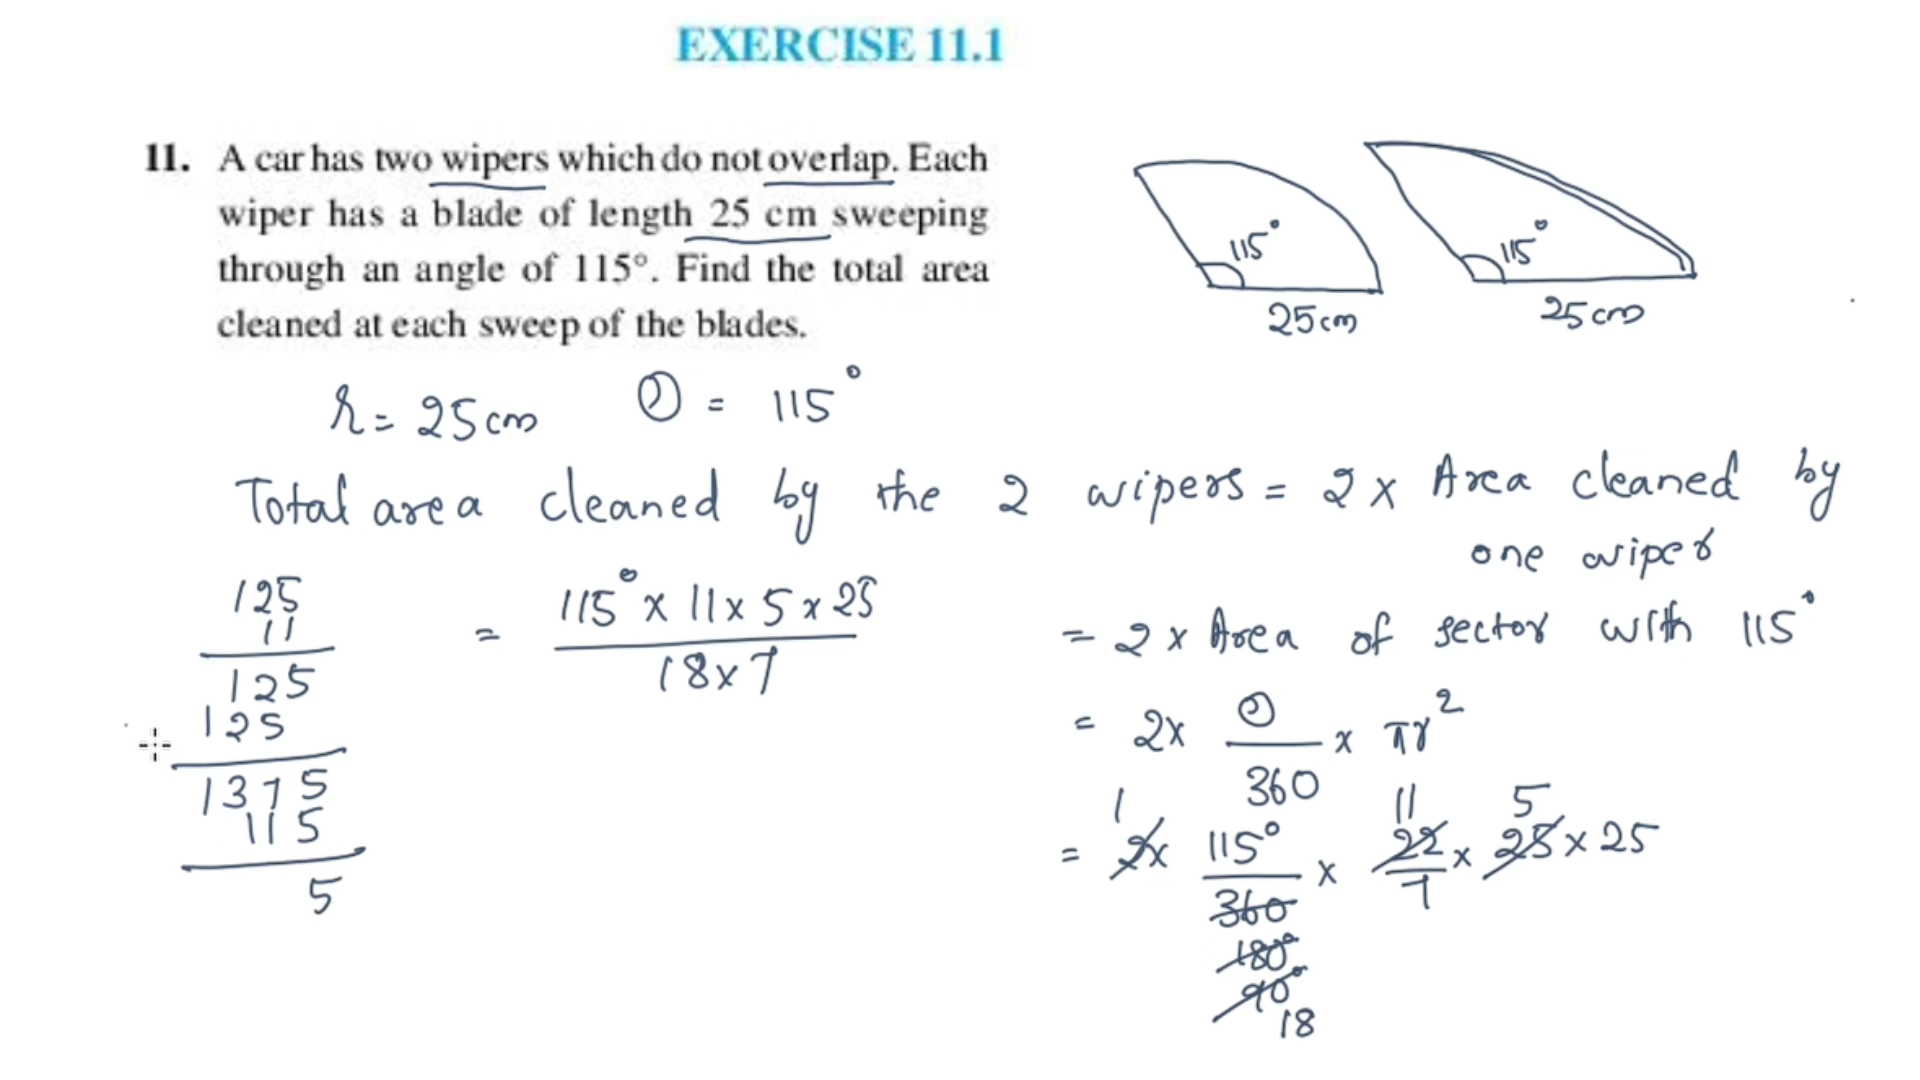 EXERCISE 11.1
11. A car has two wipers which do not overlap. Each
wiper has a blade of length 25 cm sweeping
through an angle of 115°. Find the total area
cleaned at each sweep of the blades.
115°
25cm
115°
25cm
r = 25cm θ = 115°
Total area cleaned by the 2 wipers = 2 x Area cleaned by
one wiper
= 2 x Area of sector with 115°
= 2x θ x πr²
360
1 11 5
= 2x 115° x 22 x 25 x 25
360 7
180°
90°
18
= 115° x 11 x 5 x 25
18 x 7
125
11
125
125
1375
115
5